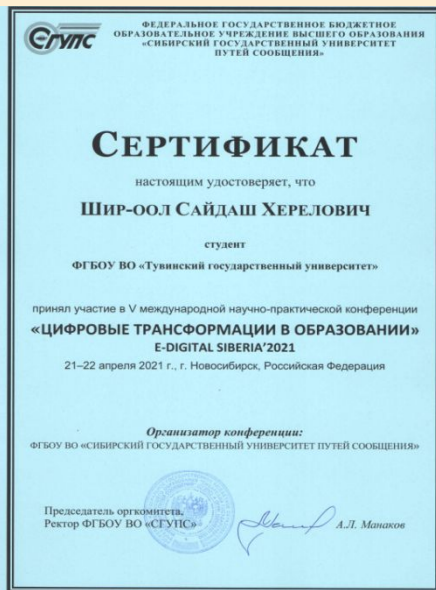 СГУПС
ФЕДЕРАЛЬНОЕ ГОСУДАРСТВЕННОЕ БЮДЖЕТНОЕ
ОБРАЗОВАТЕЛЬНОЕ УЧРЕЖДЕНИЕ ВЫСШЕГО ОБРАЗОВАНИЯ
«СИБИРСКИЙ ГОСУДАРСТВЕННЫЙ УНИВЕРСИТЕТ
ПУТЕЙ СООБЩЕНИЯ»
СЕРТИФИКАТ
настоящим удостоверяет, что
ШИР-ООЛ САЙДАШ ХЕРЕЛОВИЧ
студент
ФГБОУ ВО «Тувинский государственный университет»
принял участие в V международной научно-практической конференции
«ЦИФРОВЫЕ ТРАНСФОРМАЦИИ В ОБРАЗОВАНИИ»
E-DIGITAL SIBERIA'2021
21–22 апреля 2021 г., г. Новосибирск, Российская Федерация
Организатор конференции:
ФГБОУ ВО «СИБИРСКИЙ ГОСУДАРСТВЕННЫЙ УНИВЕРСИТЕТ ПУТЕЙ СООБЩЕНИЯ»
Председатель оргкомитета,
Ректор ФГБОУ ВО «СГУПС»
А.Л. Манаков